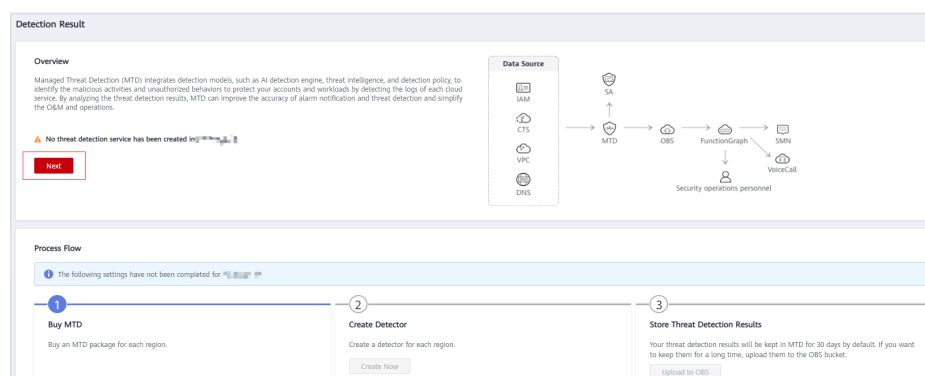 Detection Result
Overview
Managed Threat Detection (MTD) integrates detection models, such as AI detection engine, threat intelligence, and detection policy, to
identify the malicious activities and unauthorized behaviors to protect your accounts and workloads by detecting the logs of each cloud
service. By analyzing the threat detection results, MTD can improve the accuracy of alarm notification and threat detection and simplify
the O&M and operations.
No threat detection service has been created in
Next
Data Source
IAM
CTS
VPC
DNS
SA
MTD
OBS
FunctionGraph
SMN
VoiceCall
Security operations personnel
Process Flow
The following settings have not been completed for
1
Buy MTD
Buy an MTD package for each region.
2
Create Detector
Create a detector for each region.
Create Now
3
Store Threat Detection Results
Your threat detection results will be kept in MTD for 30 days by default. If you want
to keep them for a long time, upload them to the OBS bucket.
Upload to OBS